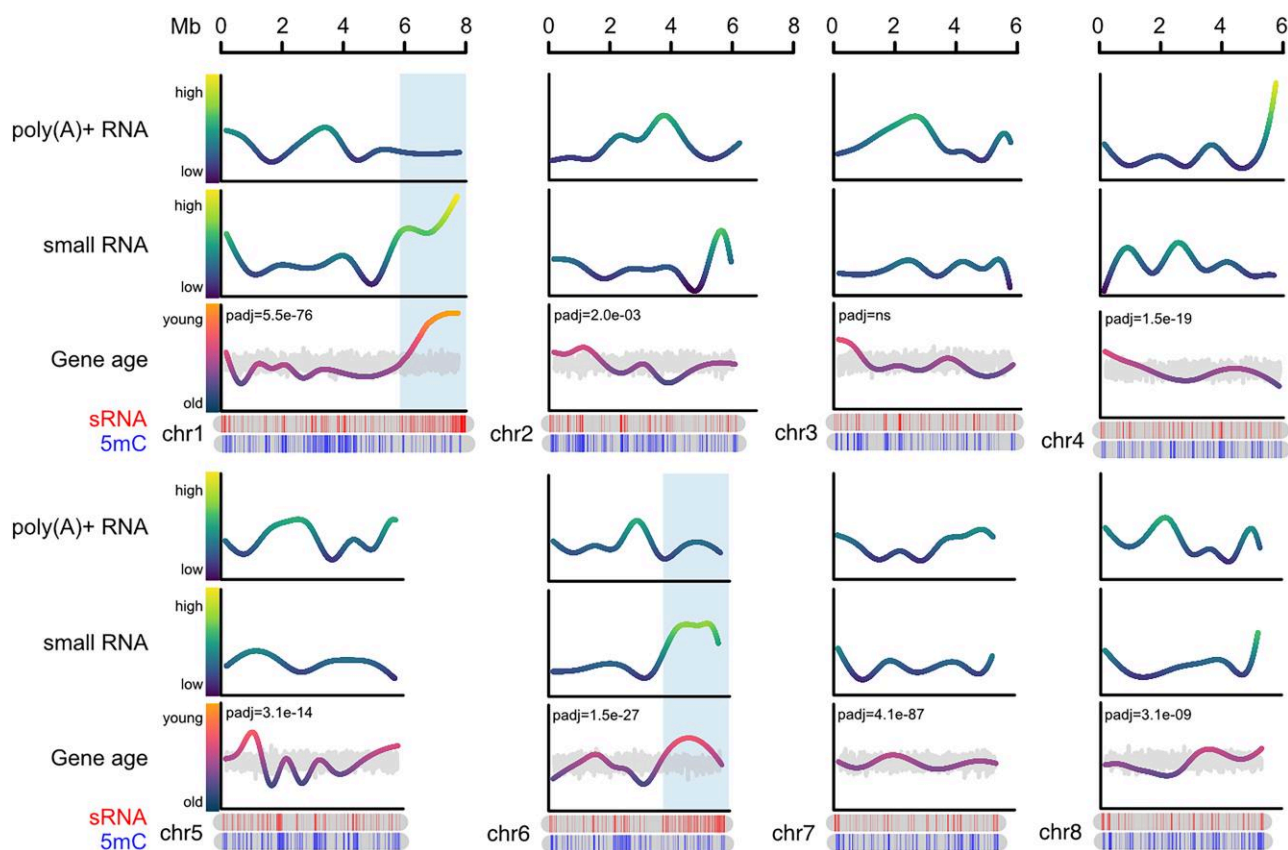 Mb 0 2 4 6 8 0 2 4 6 8 0 2 4 6 0 2 4 6
high
poly(A)+ RNA
low
high
small RNA
low
young padj=5.5e-76 padj=2.0e-03 padj=ns padj=1.5e-19
Gene age
old
sRNA
5mC chr1 chr2 chr3 chr4
high
poly(A)+ RNA
low
high
small RNA
low
young padj=3.1e-14 padj=1.5e-27 padj=4.1e-87 padj=3.1e-09
Gene age
old
sRNA
5mC chr5 chr6 chr7 chr8